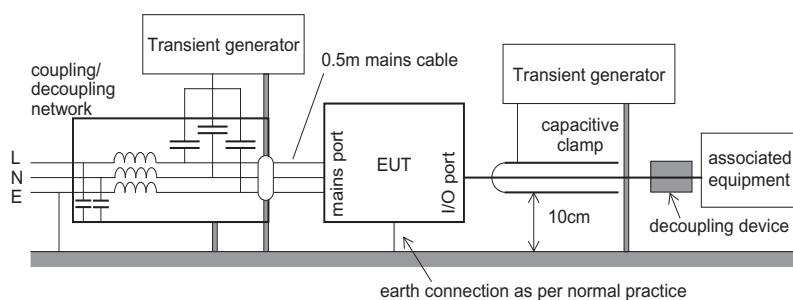 Transient generator
coupling/
decoupling
network
0.5m mains cable
Transient generator
capacitive
clamp
L
N
E
mains port
EUT
I/O port
associated
equipment
10cm
decoupling device
earth connection as per normal practice